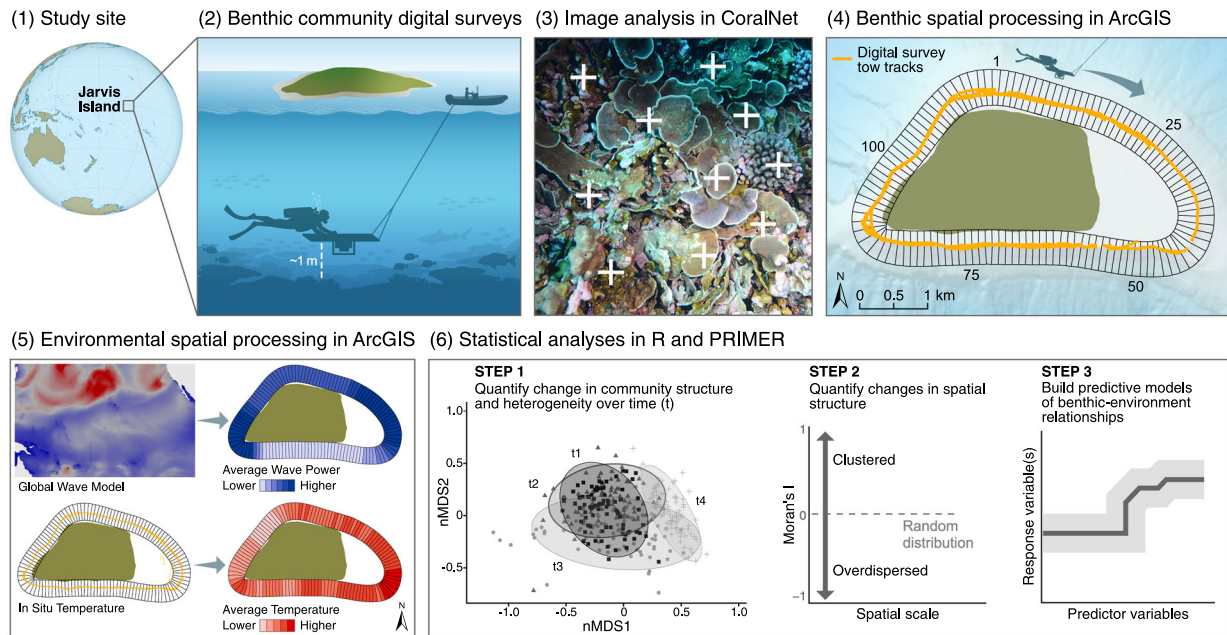 (1) Study site
Jarvis
Island
(2) Benthic community digital surveys
~1 m
(3) Image analysis in CoralNet
(4) Benthic spatial processing in ArcGIS
Digital survey
tow tracks
1
25
100
75
50
N
0 0.5 1 km
(5) Environmental spatial processing in ArcGIS
Global Wave Model
Average Wave Power
Lower Higher
In Situ Temperature
Average Temperature
Lower Higher
N
(6) Statistical analyses in R and PRIMER
STEP 1
Quantify change in community structure
and heterogeneity over time (t)
1.0
0.5
0
-0.5
nMDS2
t1
t2
t3
t4
-1.0 -0.5 0 0.5 1.0
nMDS1
STEP 2
Quantify changes in spatial
structure
1
0
−1
Moran's I
Clustered
Random
distribution
Overdispersed
Spatial scale
STEP 3
Build predictive models
of benthic-environment
relationships
Response variable(s)
Predictor variables